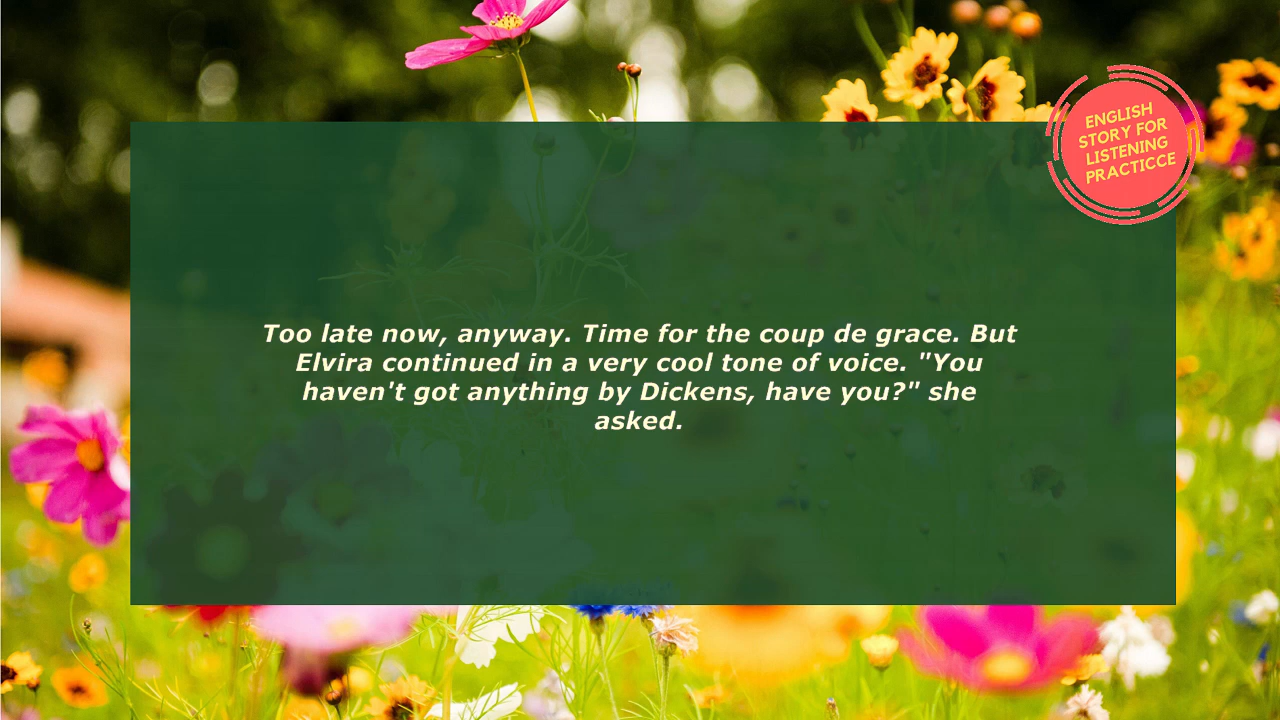 ENGLISH
STORY FOR
LISTENING
PRACTICCE
Too late now, anyway. Time for the coup de grace. But
Elvira continued in a very cool tone of voice. "You
haven't got anything by Dickens, have you?" she
asked.